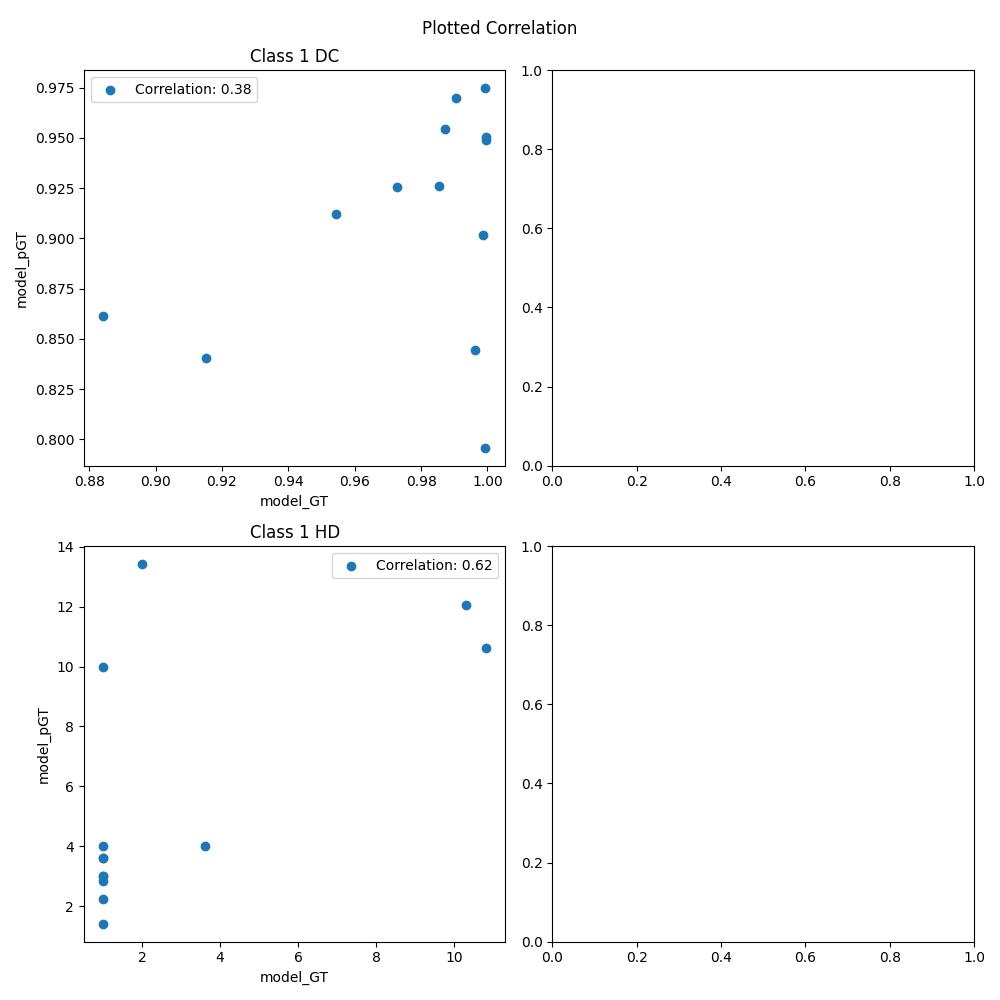 Plotted Correlation
Class 1 DC
Correlation: 0.38
0.975
0.950
0.925
0.900
0.875
0.850
0.825
0.800
model_pGT
0.88 0.90 0.92 0.94 0.96 0.98 1.00
model_GT
1.0
0.8
0.6
0.4
0.2
0.0
0.0 0.2 0.4 0.6 0.8 1.0
Class 1 HD
Correlation: 0.62
14
12
10
8
6
4
2
model_pGT
2 4 6 8 10
model_GT
1.0
0.8
0.6
0.4
0.2
0.0
0.0 0.2 0.4 0.6 0.8 1.0